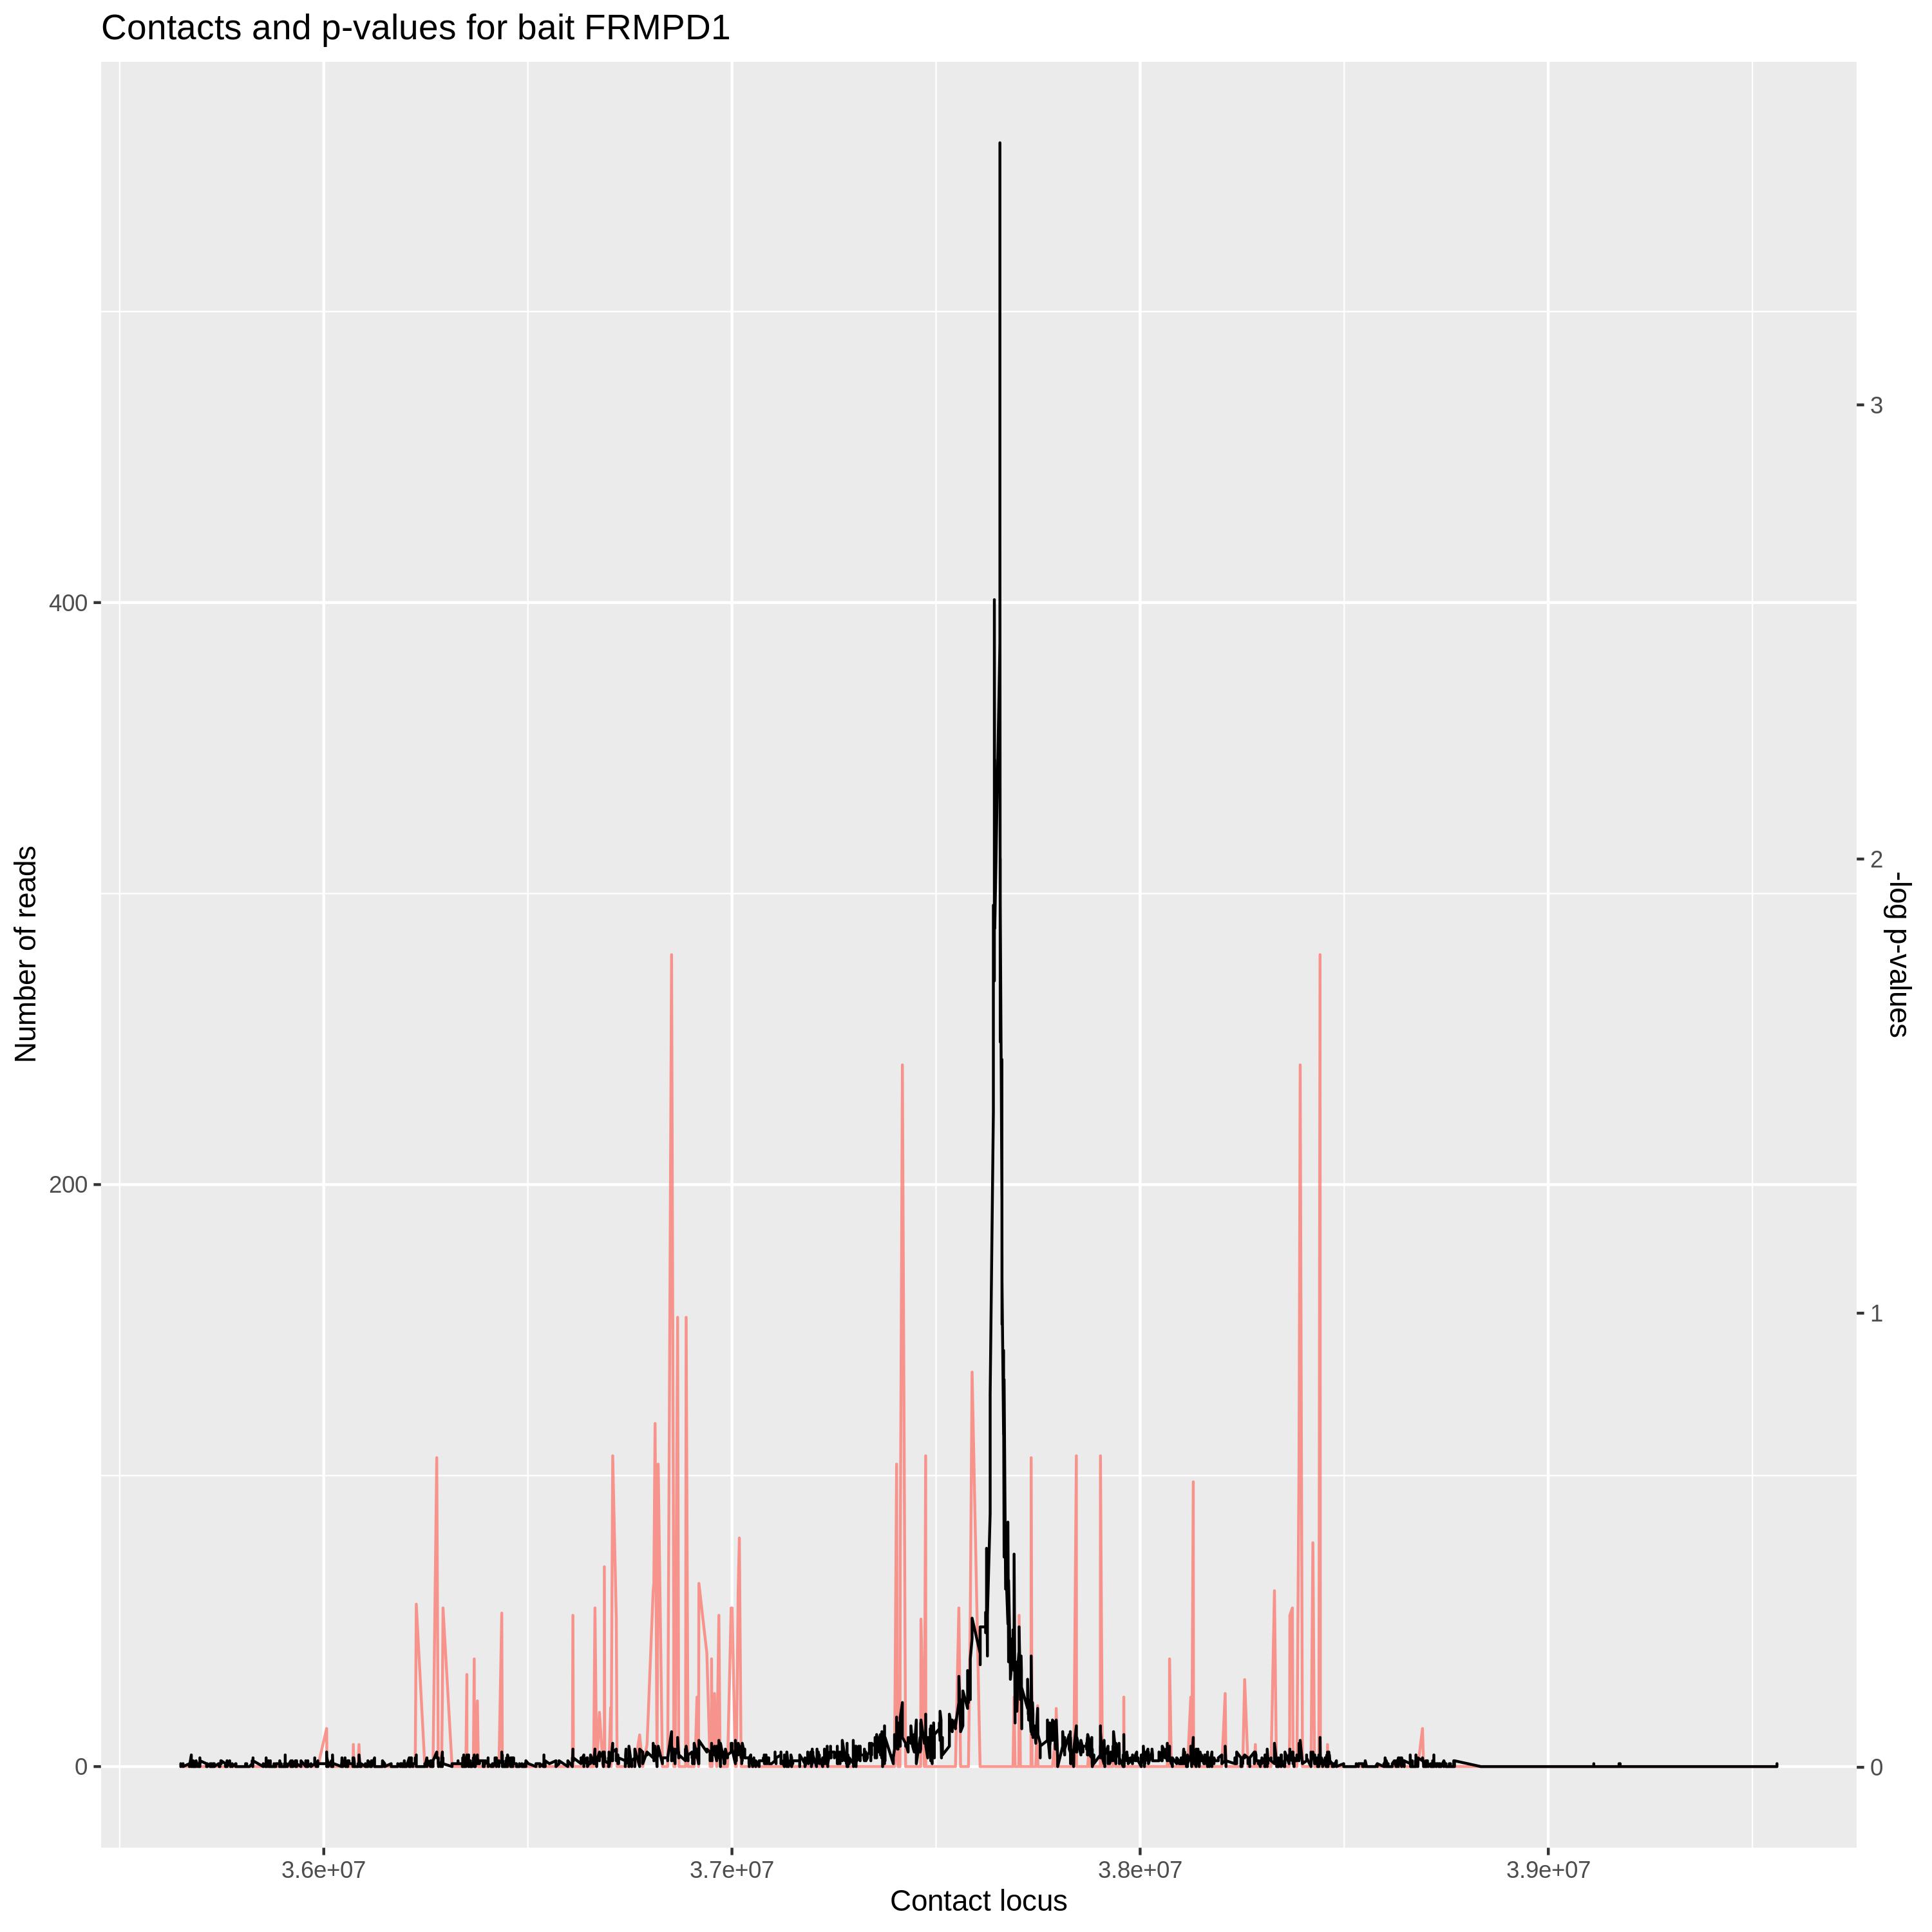 Contacts and p-values for bait FRMPD1
Number of reads
400
200
0
3
2
1
0
-log p-values
3.6e+07
3.7e+07
3.8e+07
3.9e+07
Contact locus